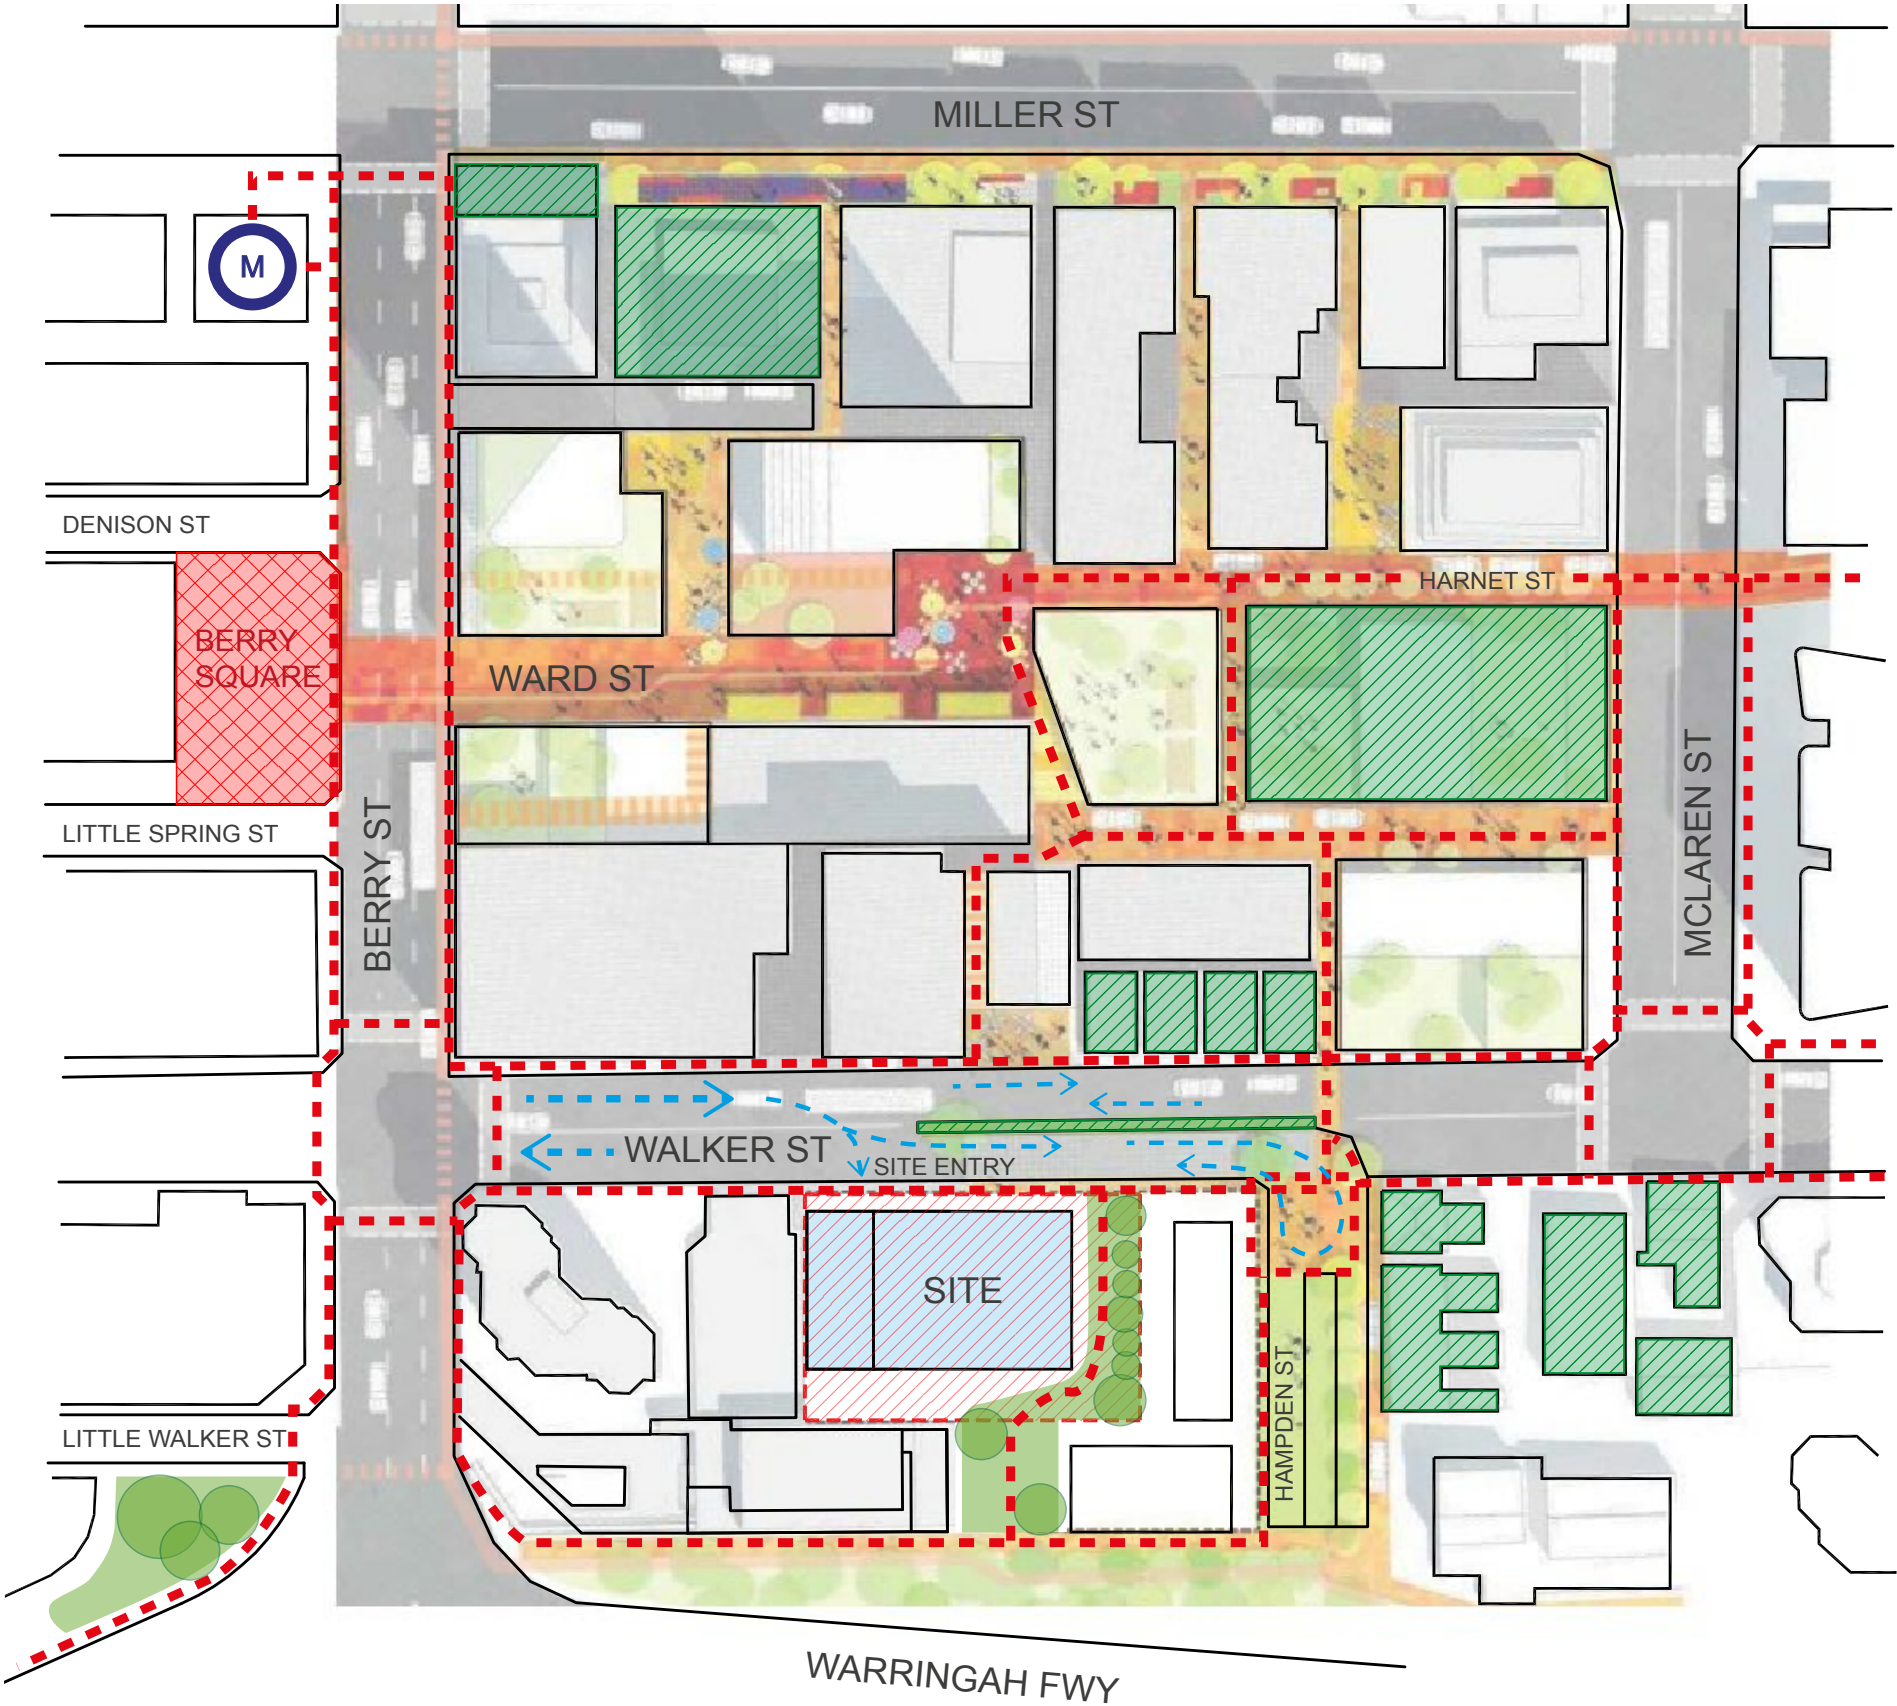 MILLER ST
M
DENISON ST
HARNET ST
BERRY
SQUARE
WARD ST
LITTLE SPRING ST
BERRY ST
MCLAREN ST
WALKER ST
SITE ENTRY
SITE
HAMPDEN ST
LITTLE WALKER ST
WARRINGAH FWY